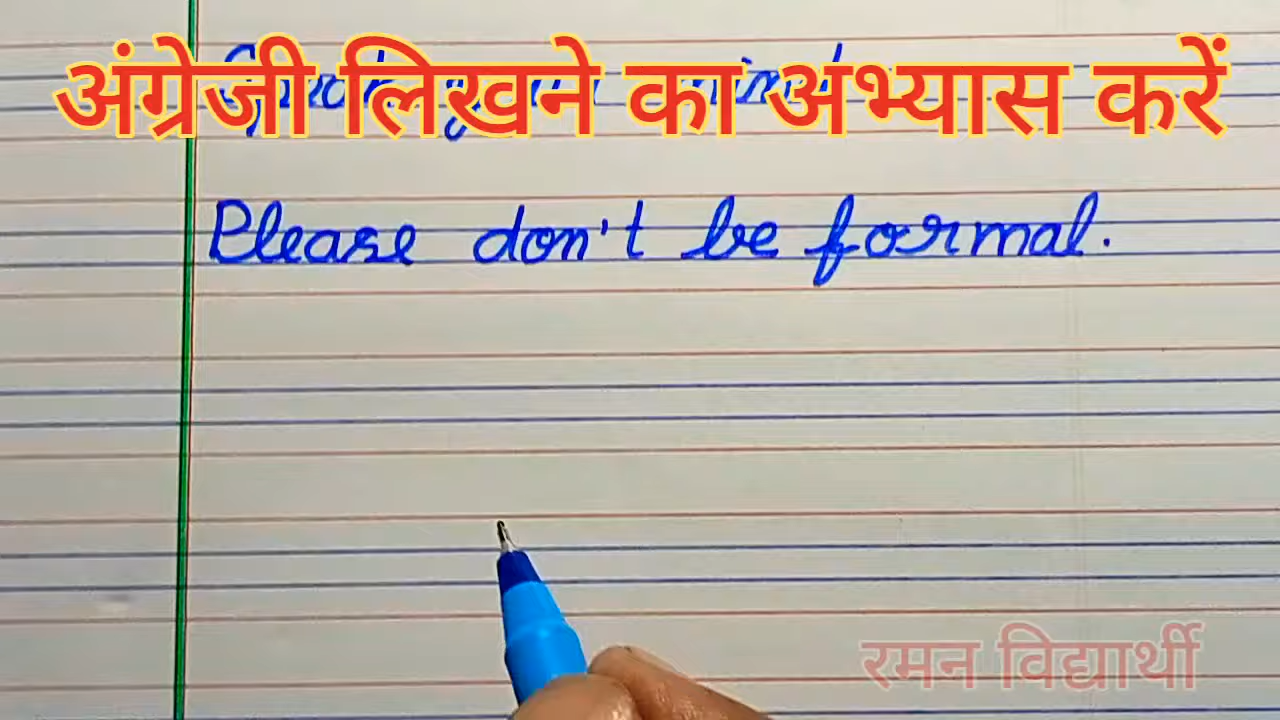 अंग्रेजी लिखने का अभ्यास करें
Please don't be formal.
रमन विद्यार्थी